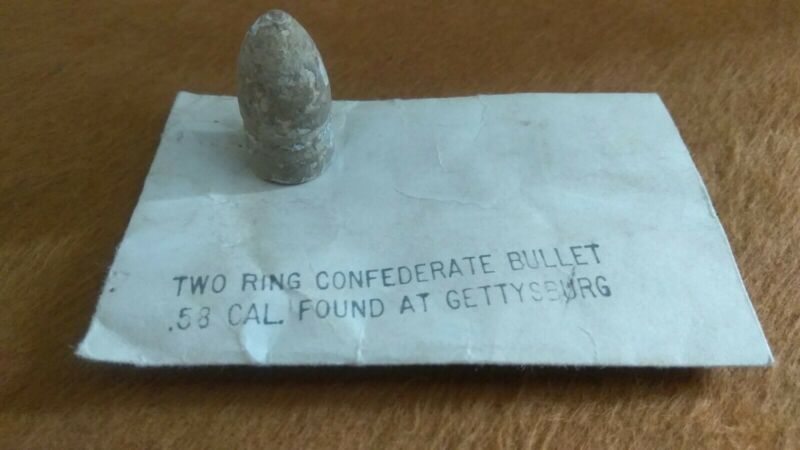 TWO RING CONFEDERATE BULLET
.58 CAL. FOUND AT GETTYSBURG